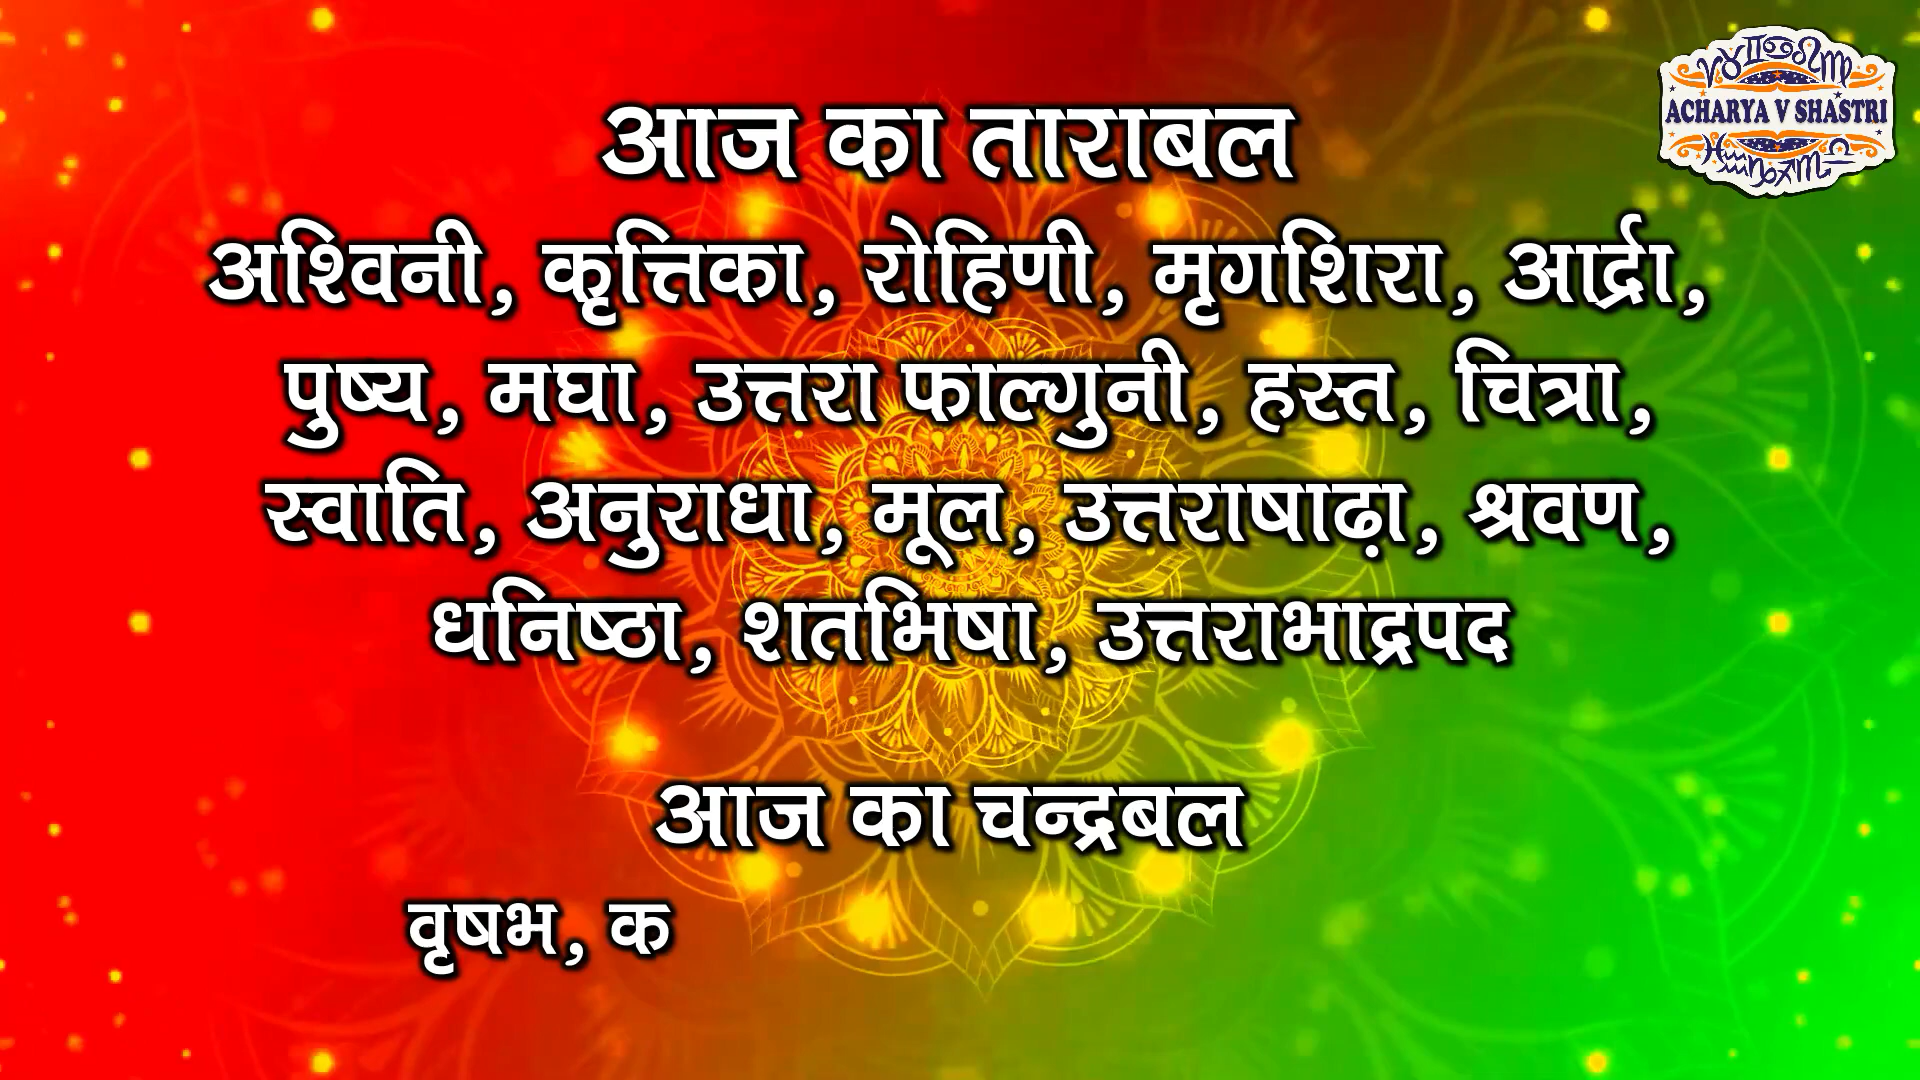 ACHARYA V SHASTRI
आज का ताराबल
अश्विनी, कृत्तिका, रोहिणी, मृगशिरा, आर्द्रा,
पुष्य, मघा, उत्तरा फाल्गुनी, हस्त, चित्रा,
स्वाति, अनुराधा, मूल, उत्तराषाढ़ा, श्रवण,
धनिष्ठा, शतभिषा, उत्तराभाद्रपद
आज का चन्द्रबल
वृषभ, क